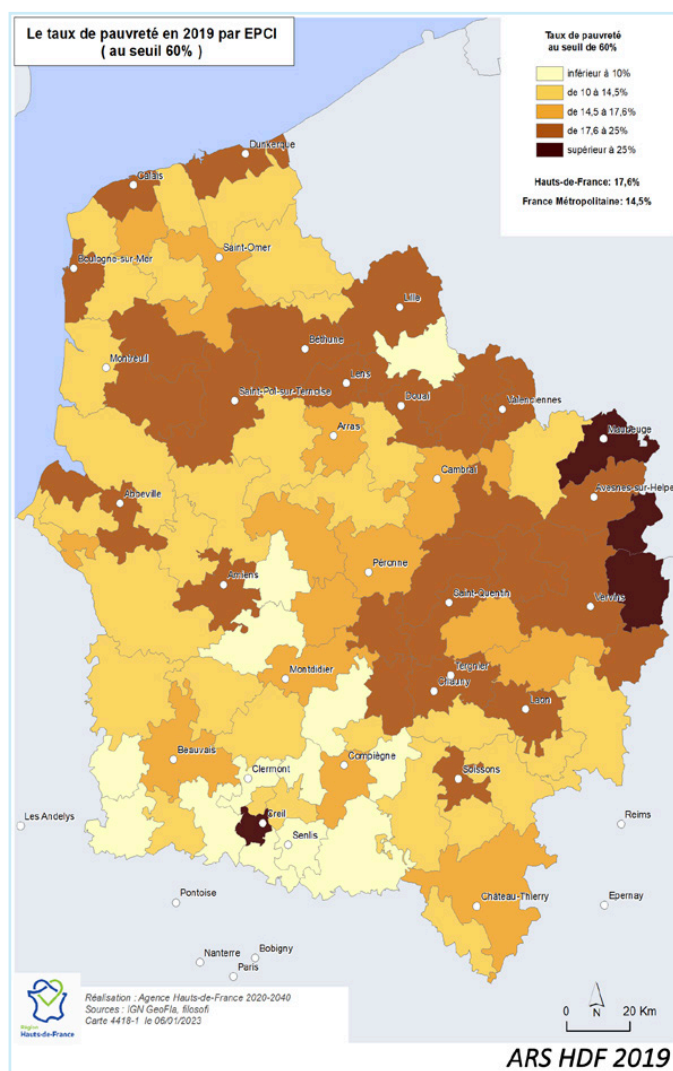 Le taux de pauvreté en 2019 par EPCI
( au seuil 60% )
Taux de pauvreté
au seuil de 60%
inférieur à 10%
de 10 à 14,5%
de 14,5 à 17,6%
de 17,6 à 25%
supérieur à 25%
Hauts-de-France: 17,6%
France Métropolitaine: 14,5%
Dunkerque
Calais
Saint-Omer
Boulogne-sur-Mer
Lille
Béthune
Montreuil
Lens
Saint-Pol-sur-Ternoise
Douai
Valenciennes
Arras
Maubeuge
Cambrai
Avesnes-sur-Helpe
Abbeville
Péronne
Amiens
Saint-Quentin
Vervins
Montdidier
Tergnier
Chauny
Laon
Beauvais
Compiègne
Clermont
Soissons
Les Andelys
Creil
Reims
Senlis
Pontoise
Château-Thierry
Epernay
Nanterre
Bobigny
Paris
Région
Hauts-de-France
Réalisation : Agence Hauts-de-France 2020-2040
Sources : IGN GeoFla, filosofi
Carte 4418-1 le 06/01/2023
0 20 Km
N
ARS HDF 2019